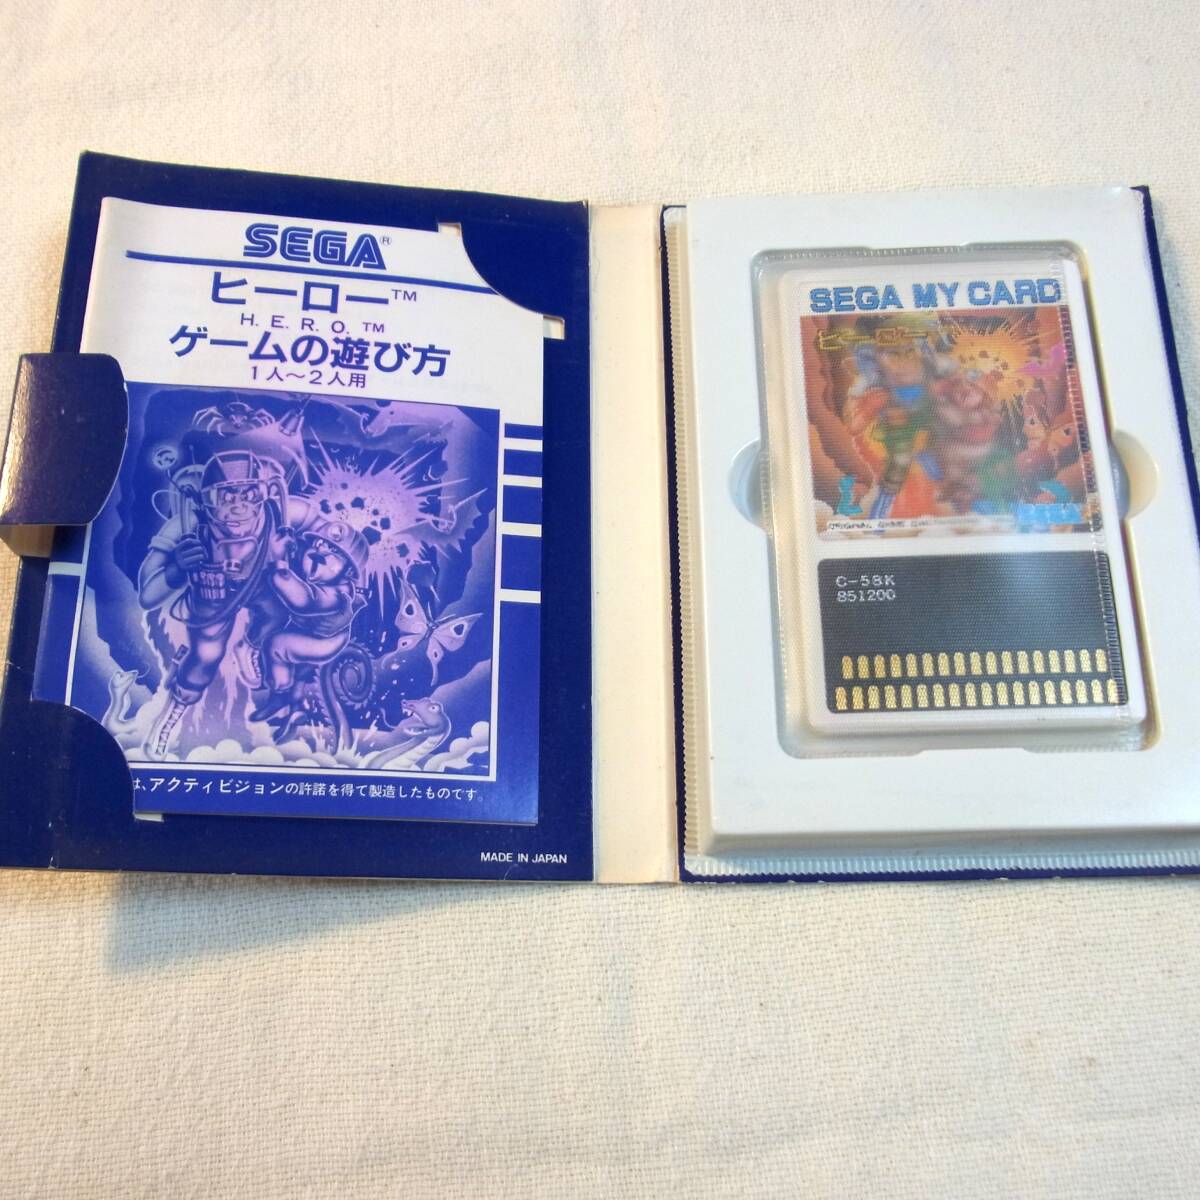 SEGA®
ヒーロー™
H. E. R. O. ™
ゲームの遊び方
1人～2人用
は、アクティビジョンの許諾を得て製造したものです。
MADE IN JAPAN
SEGA MY CARD
ヒーロー
SEGA
C-58K
851200